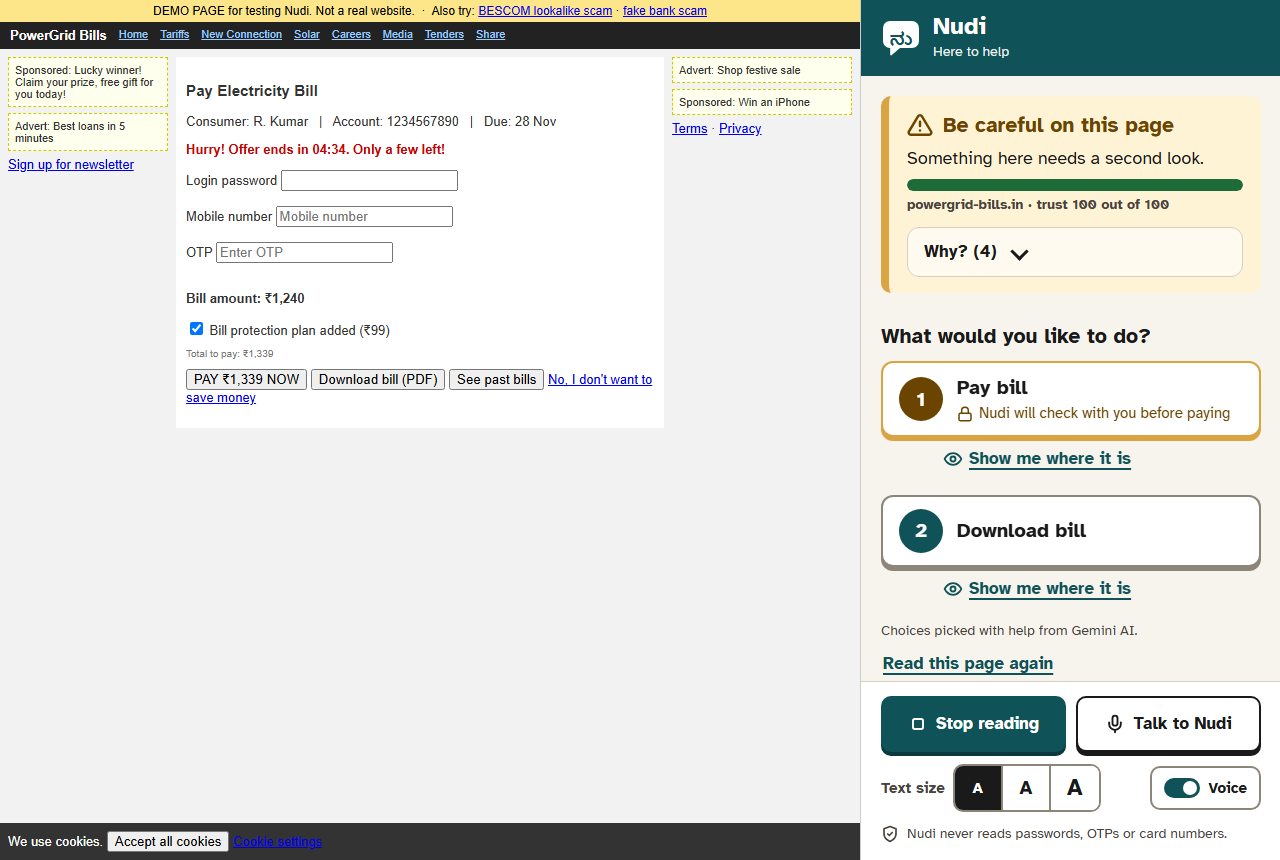 DEMO PAGE for testing Nudi. Not a real website. · Also try: BESCOM lookalike scam · fake bank scam
PowerGrid Bills Home Tariffs New Connection Solar Careers Media Tenders Share
Sponsored: Lucky winner!
Claim your prize, free gift for
you today!
Advert: Best loans in 5
minutes
Sign up for newsletter
Pay Electricity Bill
Consumer: R. Kumar | Account: 1234567890 | Due: 28 Nov
Hurry! Offer ends in 04:34. Only a few left!
Login password
Mobile number Mobile number
OTP Enter OTP
Bill amount: ₹1,240
Bill protection plan added (₹99)
Total to pay: ₹1,339
PAY ₹1,339 NOW Download bill (PDF) See past bills No, I don't want to
save money
Advert: Shop festive sale
Sponsored: Win an iPhone
Terms · Privacy
We use cookies. Accept all cookies Cookie settings
ನು Nudi
Here to help
Be careful on this page
Something here needs a second look.
powergrid-bills.in · trust 100 out of 100
Why? (4)
What would you like to do?
1 Pay bill
Nudi will check with you before paying
Show me where it is
2 Download bill
Show me where it is
Choices picked with help from Gemini AI.
Read this page again
Stop reading Talk to Nudi
Text size A A A Voice
Nudi never reads passwords, OTPs or card numbers.